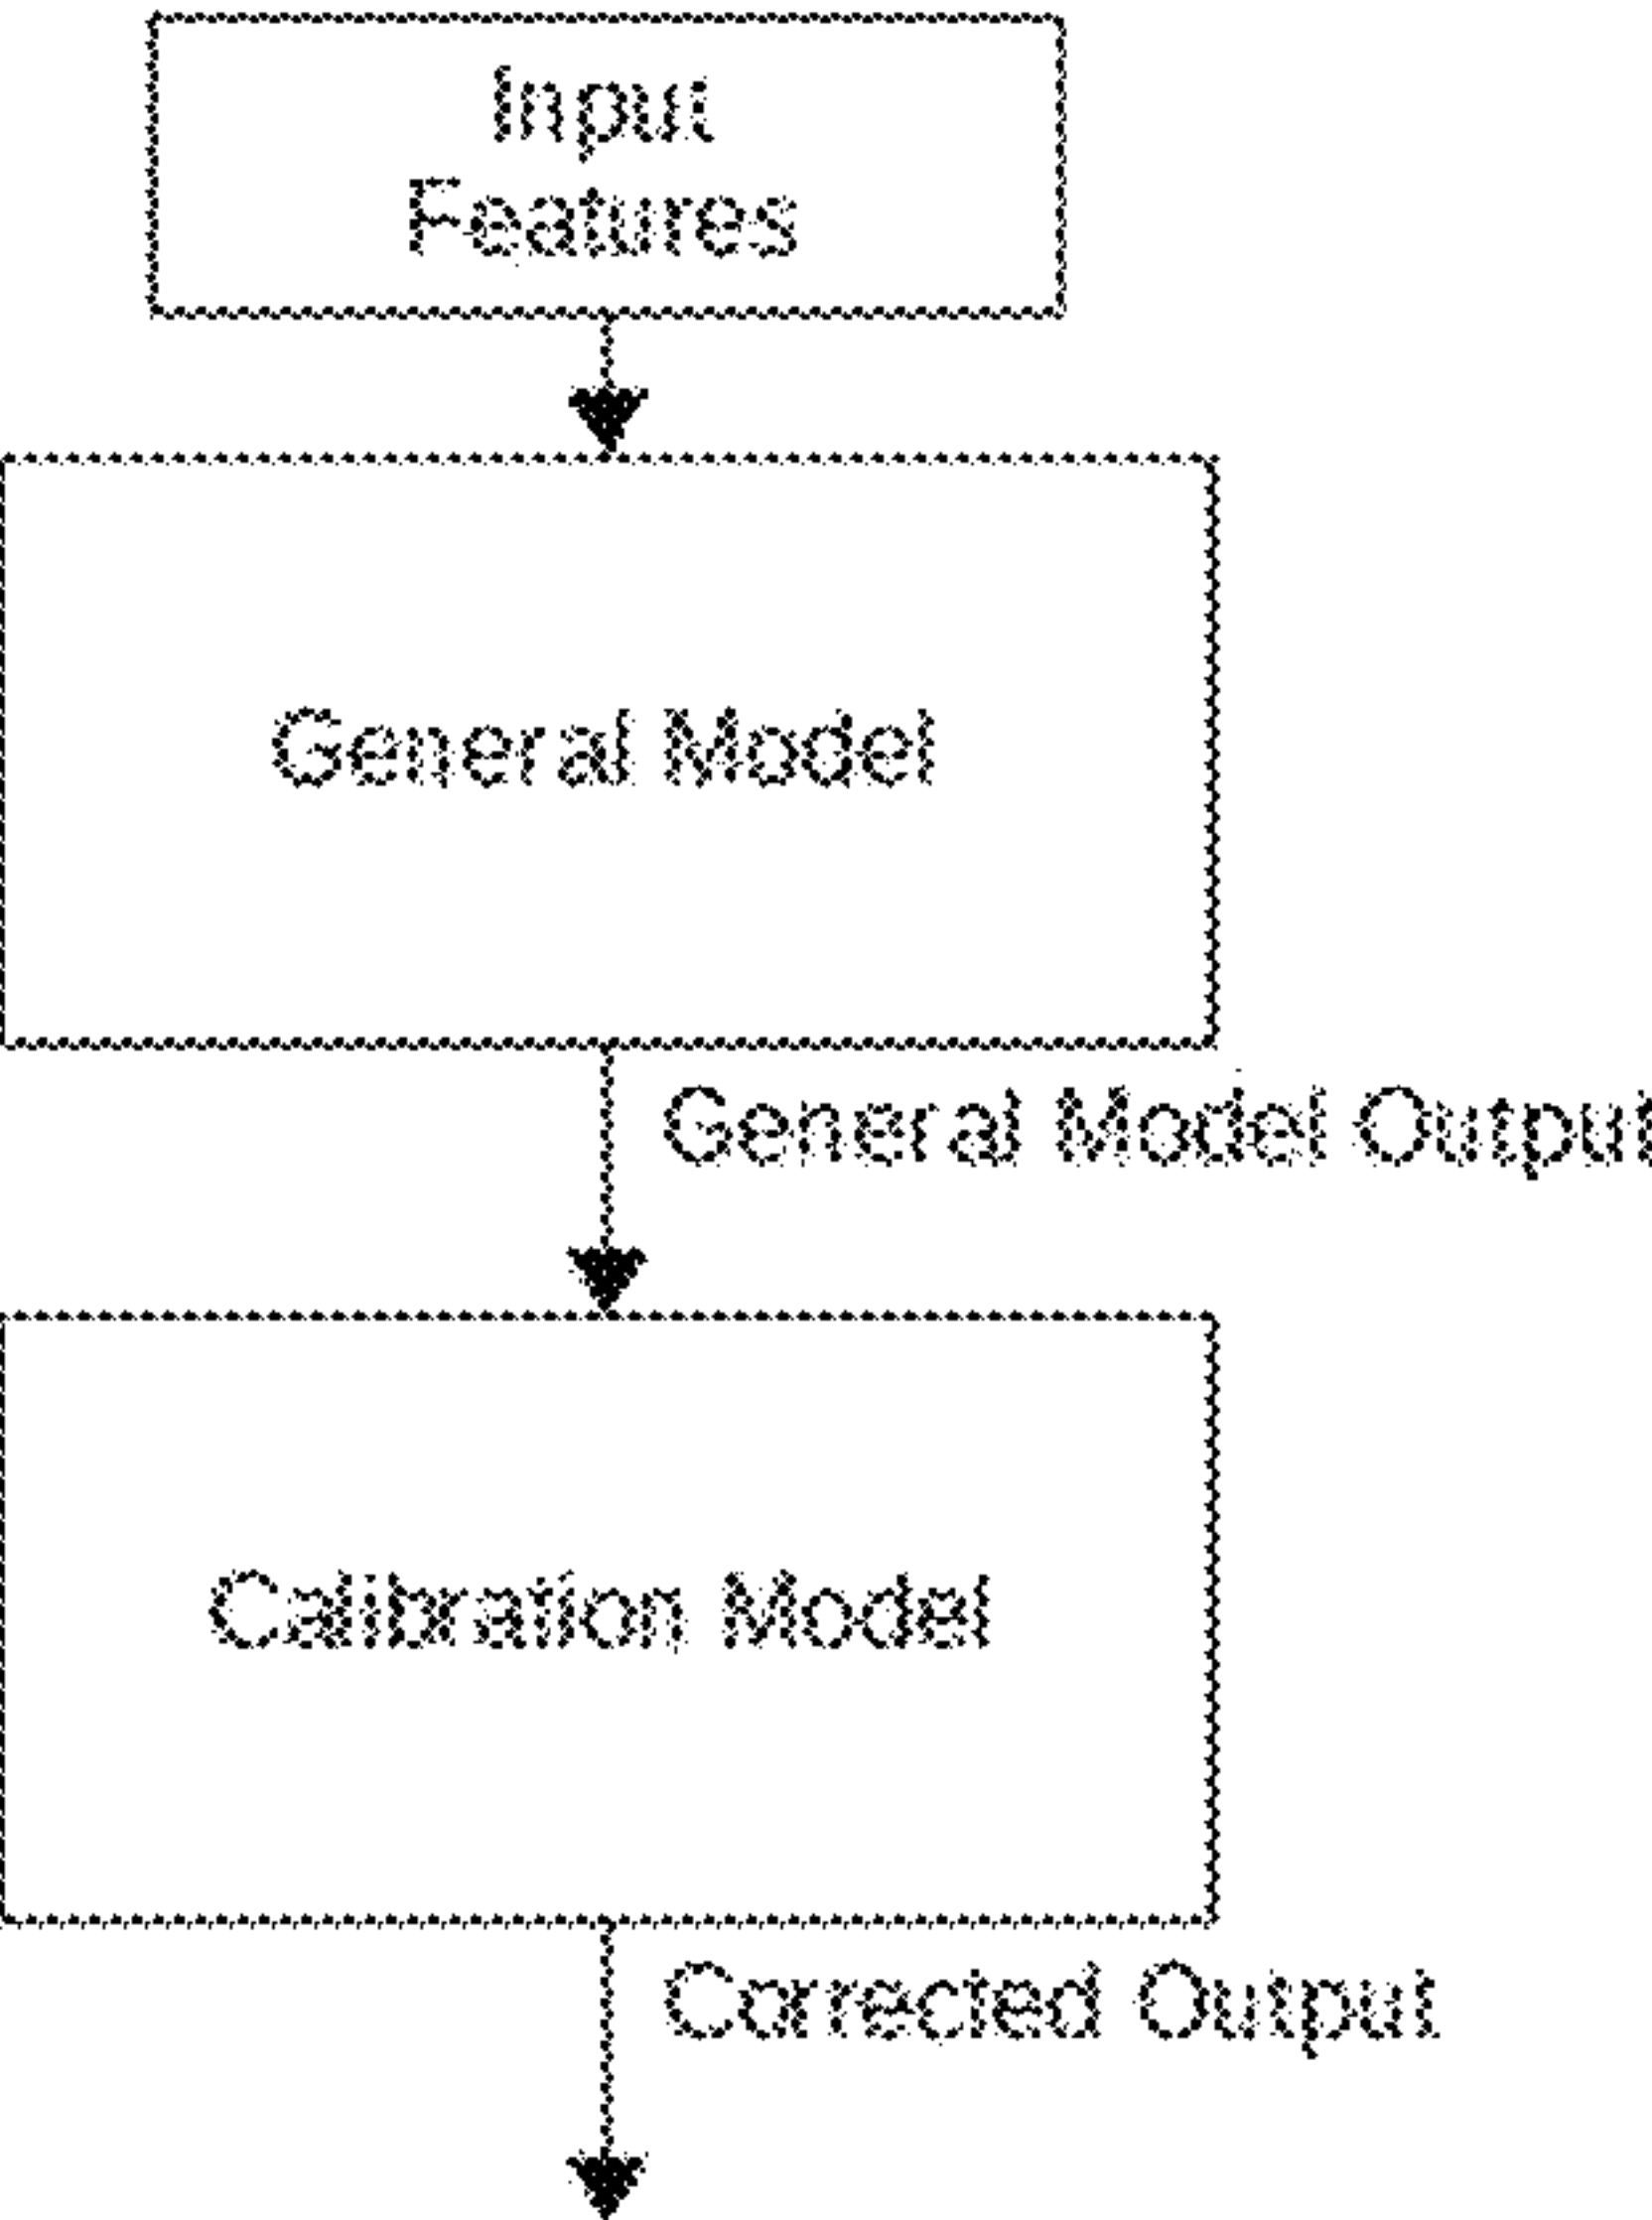 Input
Features
General Model
General Model Output
Calibration Model
Corrected Output